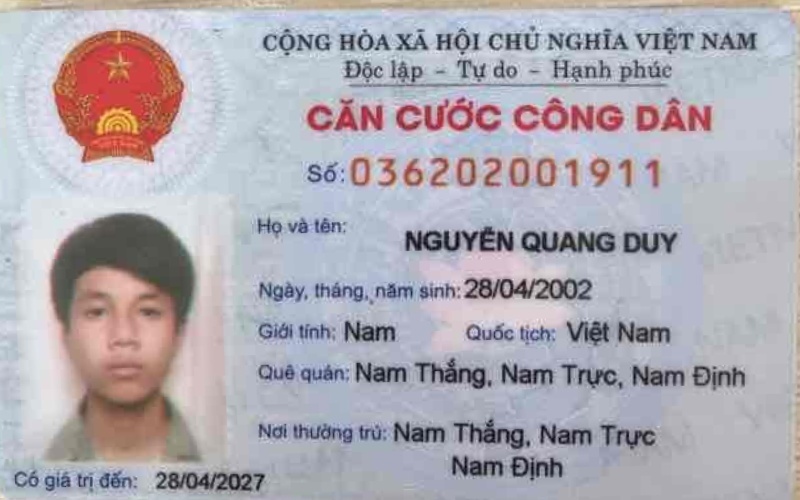 CỘNG HÒA XÃ HỘI CHỦ NGHĨA VIỆT NAM
Độc lập - Tự do - Hạnh phúc
CĂN CƯỚC CÔNG DÂN
Số: 036202001911
Họ và tên: NGUYỄN QUANG DUY
Ngày, tháng, năm sinh: 28/04/2002
Giới tính: Nam Quốc tịch: Việt Nam
Quê quán: Nam Thắng, Nam Trực, Nam Định
Nơi thường trú: Nam Thắng, Nam Trực
Nam Định
Có giá trị đến: 28/04/2027